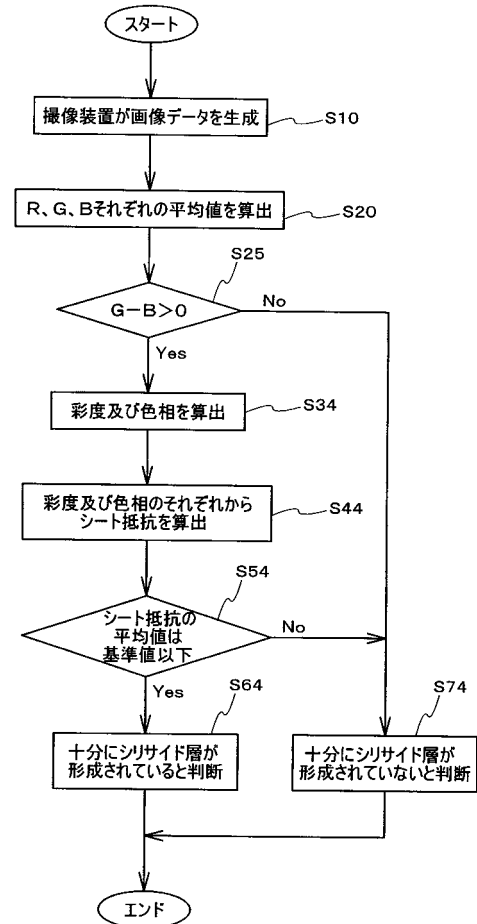 スタート
撮像装置が画像データを生成
S10
R、G、Bそれぞれの平均値を算出
S20
S25
G－B＞0
No
Yes
彩度及び色相を算出
S34
彩度及び色相のそれぞれから
シート抵抗を算出
S44
S54
シート抵抗の
平均値は
基準値以下
No
Yes
S64
S74
十分にシリサイド層が
形成されていると判断
十分にシリサイド層が
形成されていないと判断
エンド